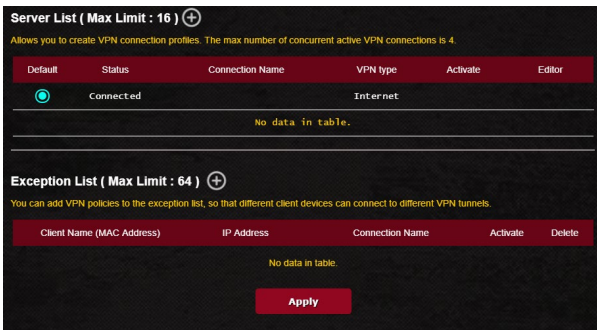 Server List ( Max Limit : 16 )
Allows you to create VPN connection profiles. The max number of concurrent active VPN connections is 4.
Default Status Connection Name VPN type Activate Editor
Connected Internet
No data in table.
Exception List ( Max Limit : 64 )
You can add VPN policies to the exception list, so that different client devices can connect to different VPN tunnels.
Client Name (MAC Address) IP Address Connection Name Activate Delete
No data in table.
Apply